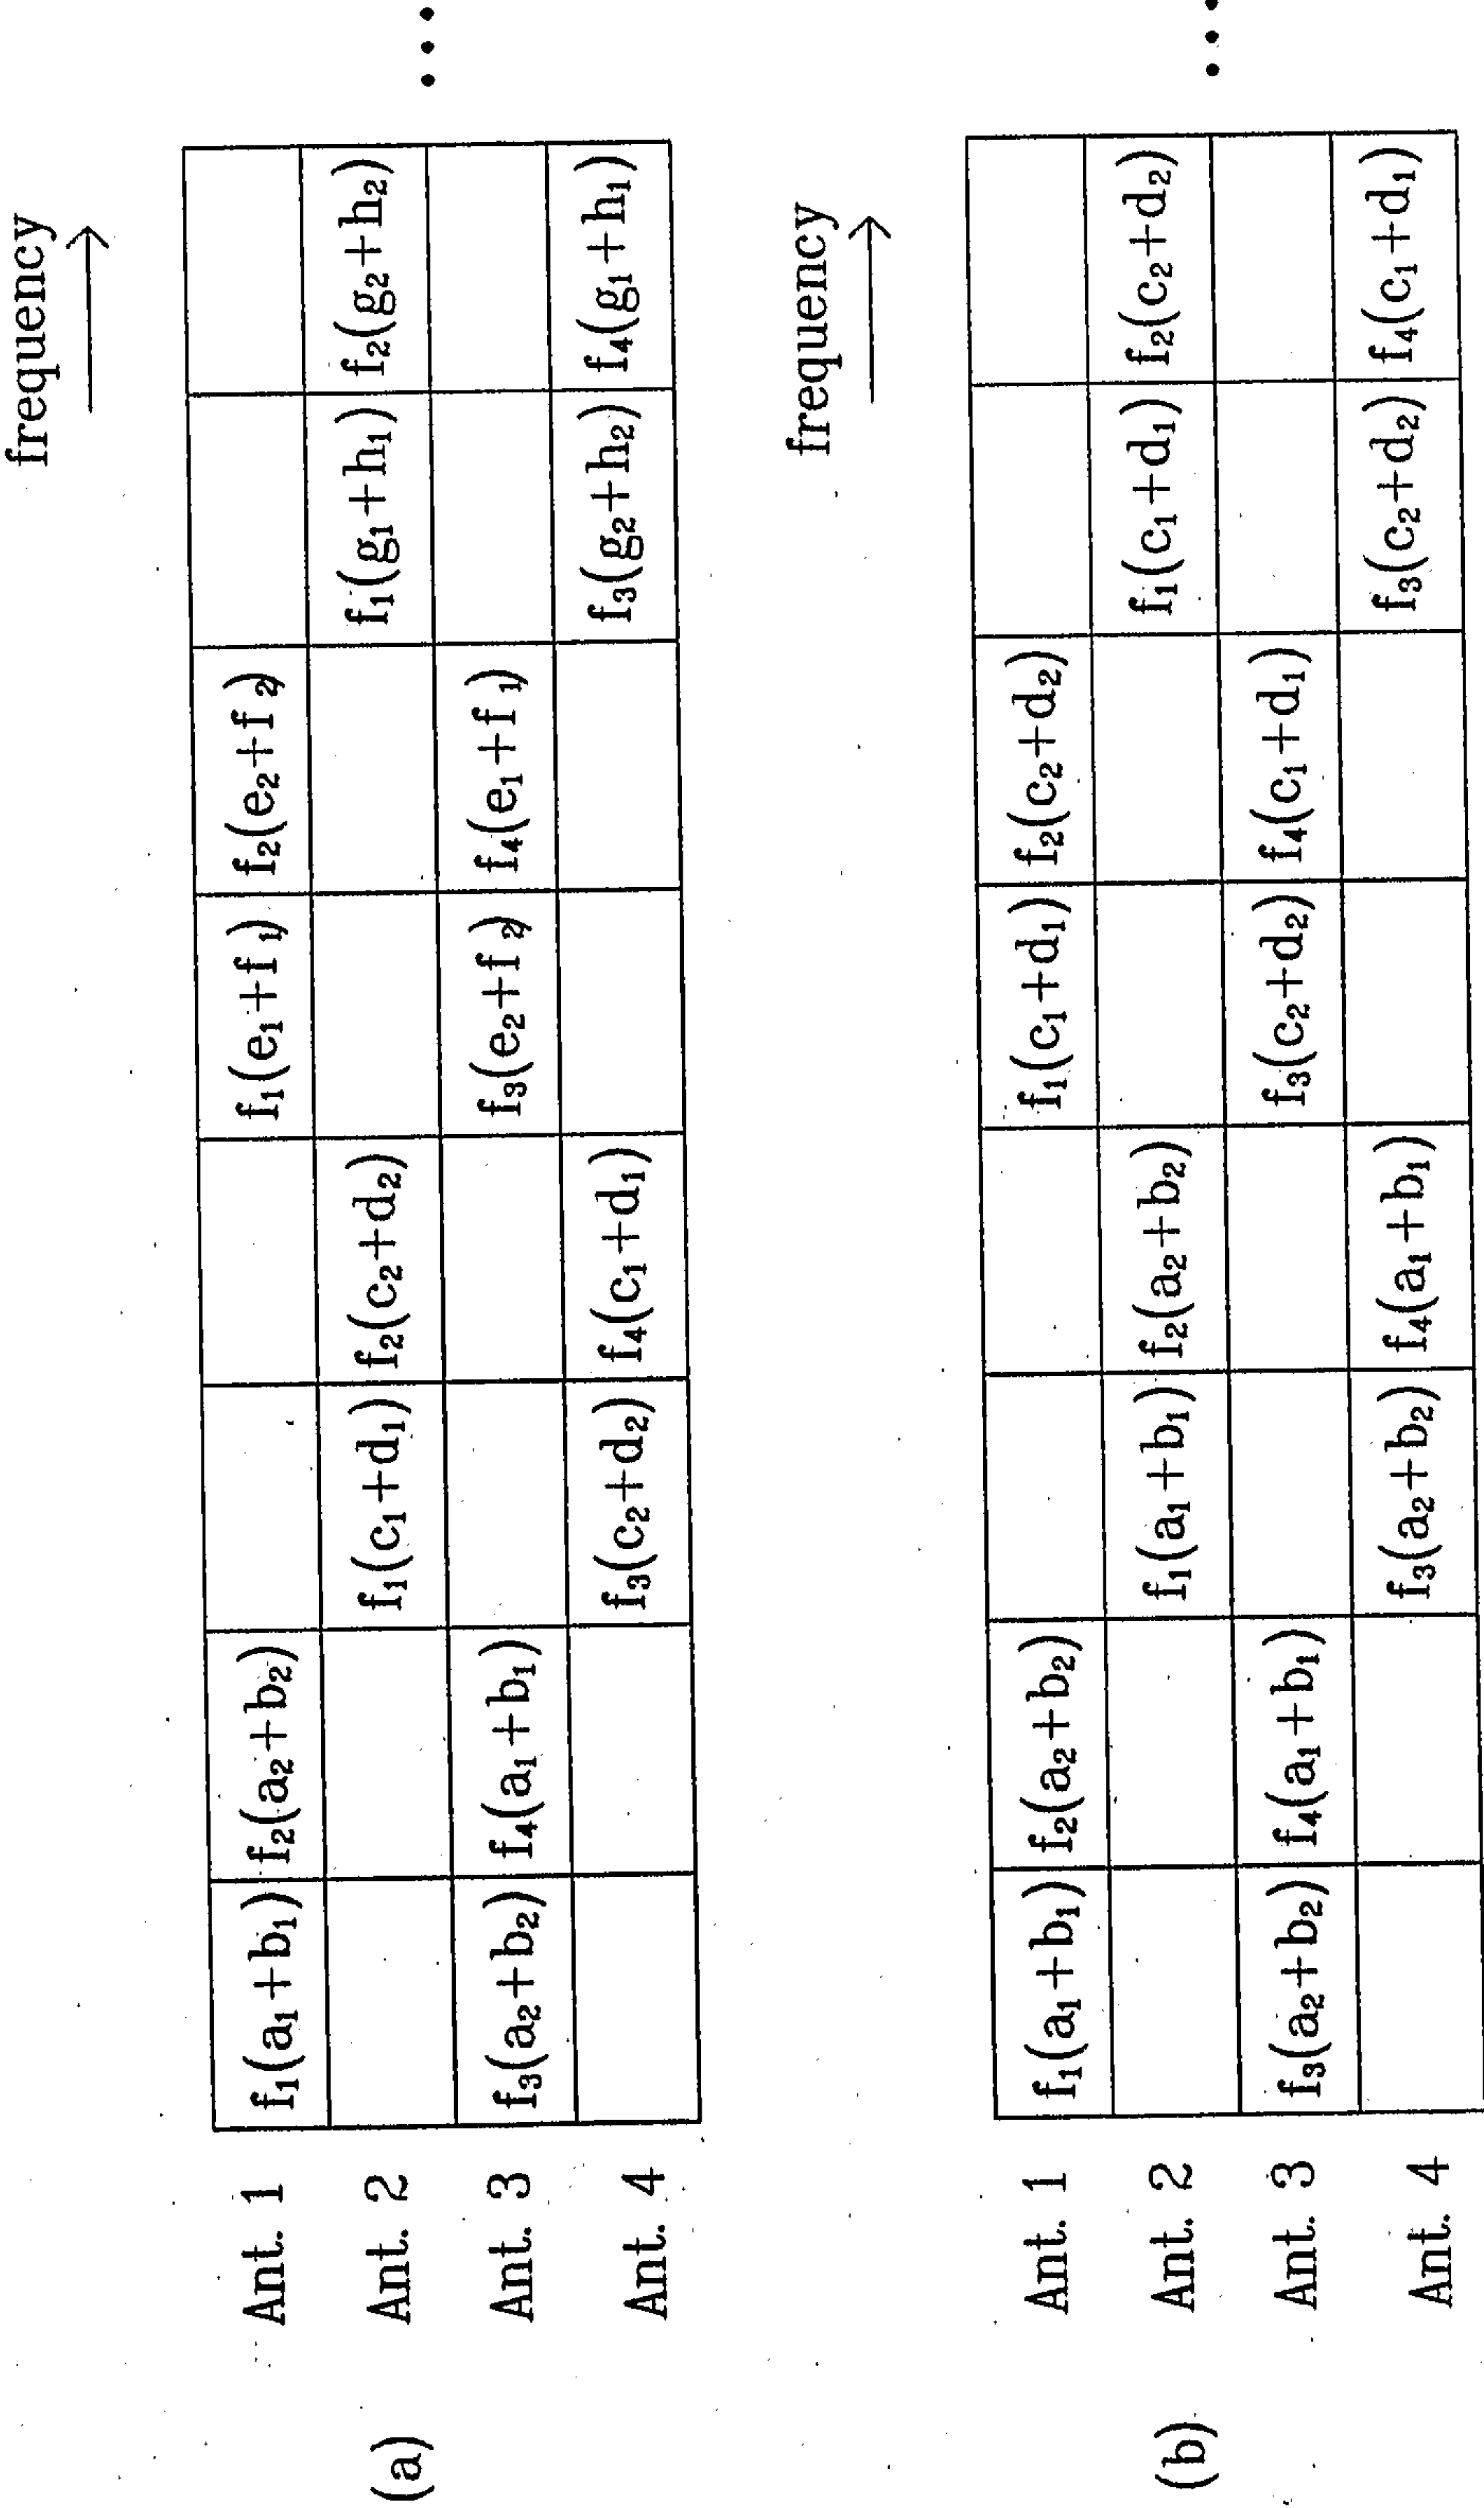 frequency
(a)
Ant. 1 f₁(a₁+b₁) f₂(a₂+b₂) f₁(e₁+f₁) f₂(e₂+f₂)
Ant. 2 f₁(c₁+d₁) f₂(c₂+d₂) f₁(g₁+h₁) f₂(g₂+h₂)
Ant. 3 f₃(a₂+b₂) f₄(a₁+b₁) f₃(e₂+f₂) f₄(e₁+f₁)
Ant. 4 f₃(c₂+d₂) f₄(c₁+d₁) f₃(g₂+h₂) f₄(g₁+h₁)
frequency
(b)
Ant. 1 f₁(a₁+b₁) f₂(a₂+b₂) f₁(c₁+d₁) f₂(c₂+d₂)
Ant. 2 f₁(a₁+b₁) f₂(a₂+b₂) f₁(c₁+d₁) f₂(c₂+d₂)
Ant. 3 f₃(a₂+b₂) f₄(a₁+b₁) f₃(c₂+d₂) f₄(c₁+d₁)
Ant. 4 f₃(a₂+b₂) f₄(a₁+b₁) f₃(c₂+d₂) f₄(c₁+d₁)